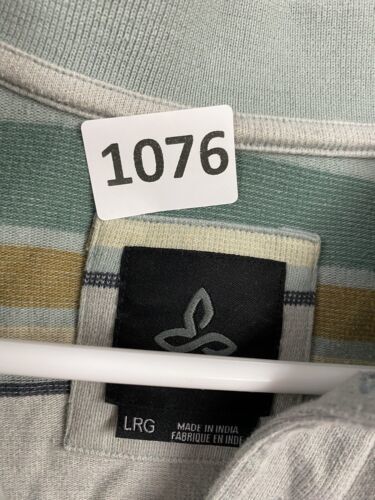 1076
LRG
MADE IN INDIA
FABRIQUE EN INDE